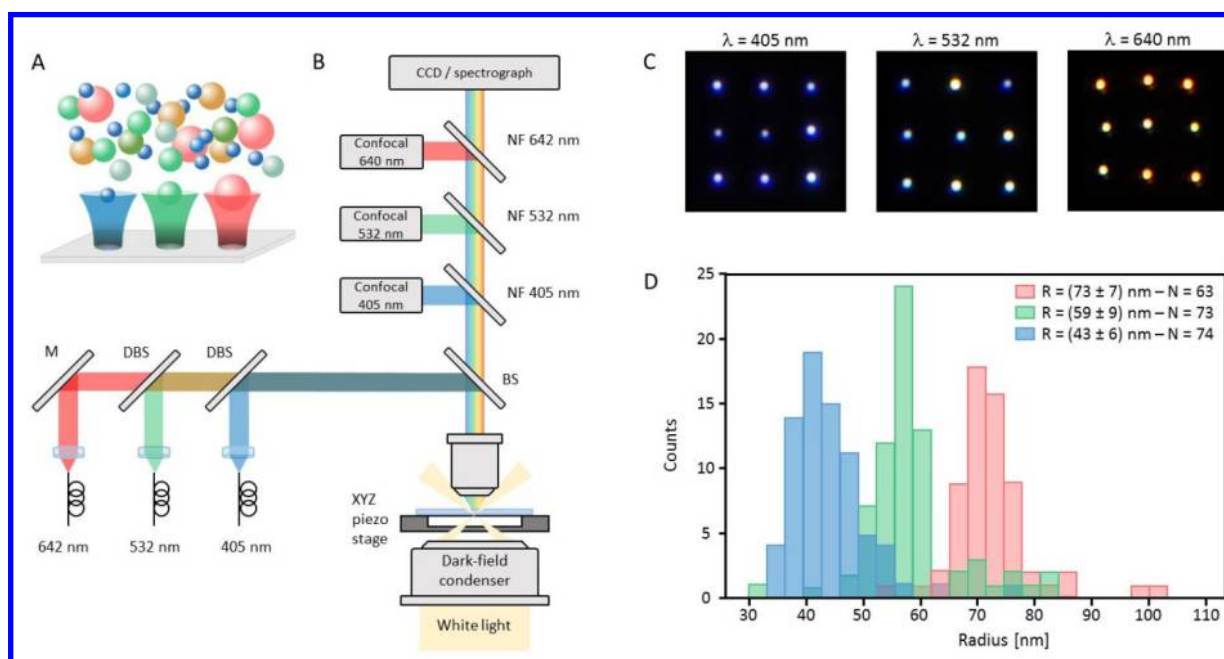 A
B
CCD / spectrograph
Confocal
640 nm
NF 642 nm
Confocal
532 nm
NF 532 nm
Confocal
405 nm
NF 405 nm
M
DBS
DBS
BS
642 nm
532 nm
405 nm
XYZ
piezo
stage
Dark-field
condenser
White light
C
λ = 405 nm
λ = 532 nm
λ = 640 nm
D
25
20
15
10
5
0
Counts
R = (73 ± 7) nm – N = 63
R = (59 ± 9) nm – N = 73
R = (43 ± 6) nm – N = 74
30 40 50 60 70 80 90 100 110
Radius [nm]